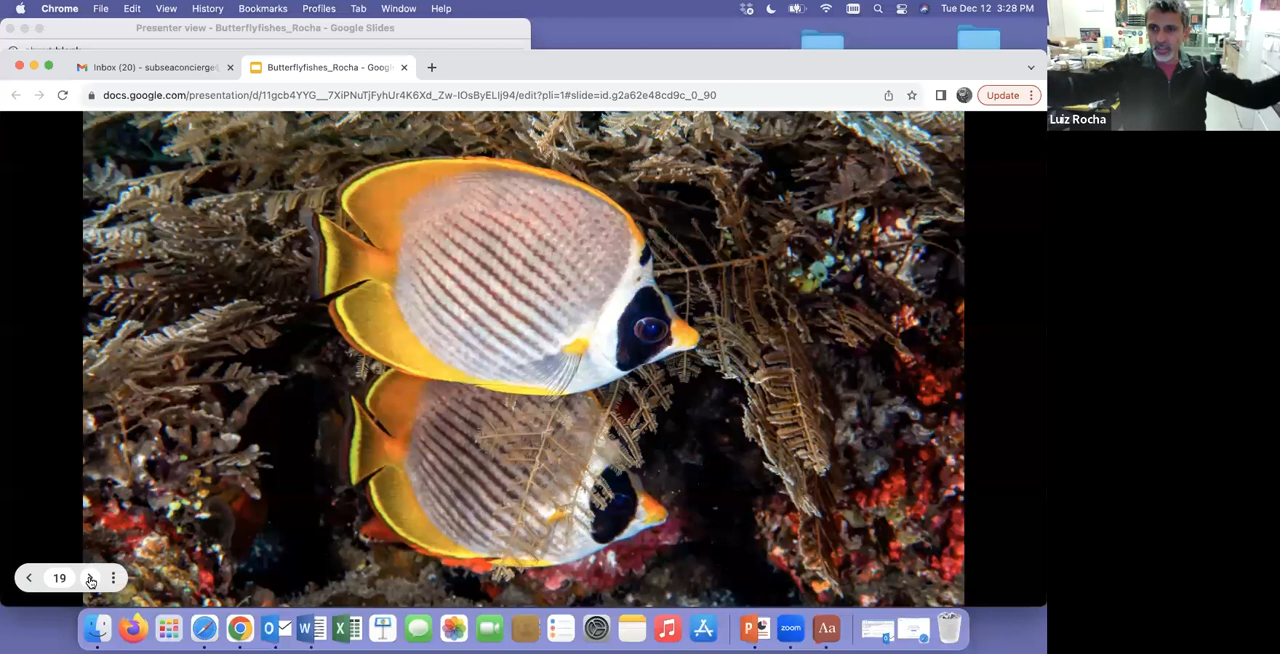 Chrome File Edit View History Bookmarks Profiles Tab Window Help Tue Dec 12 3:28 PM
Presenter view - Butterflyfishes_Rocha - Google Slides
Inbox (20) - subseaconcierge
Butterflyfishes_Rocha - Goog
docs.google.com/presentation/d/11gcb4YYG__7XiPNuTjFyhUr4K6Xd_Zw-IOsByELIj94/edit?pli=1#slide=id.g2a62e48cd9c_0_90
Update
Luiz Rocha
19
W X P zoom Aa